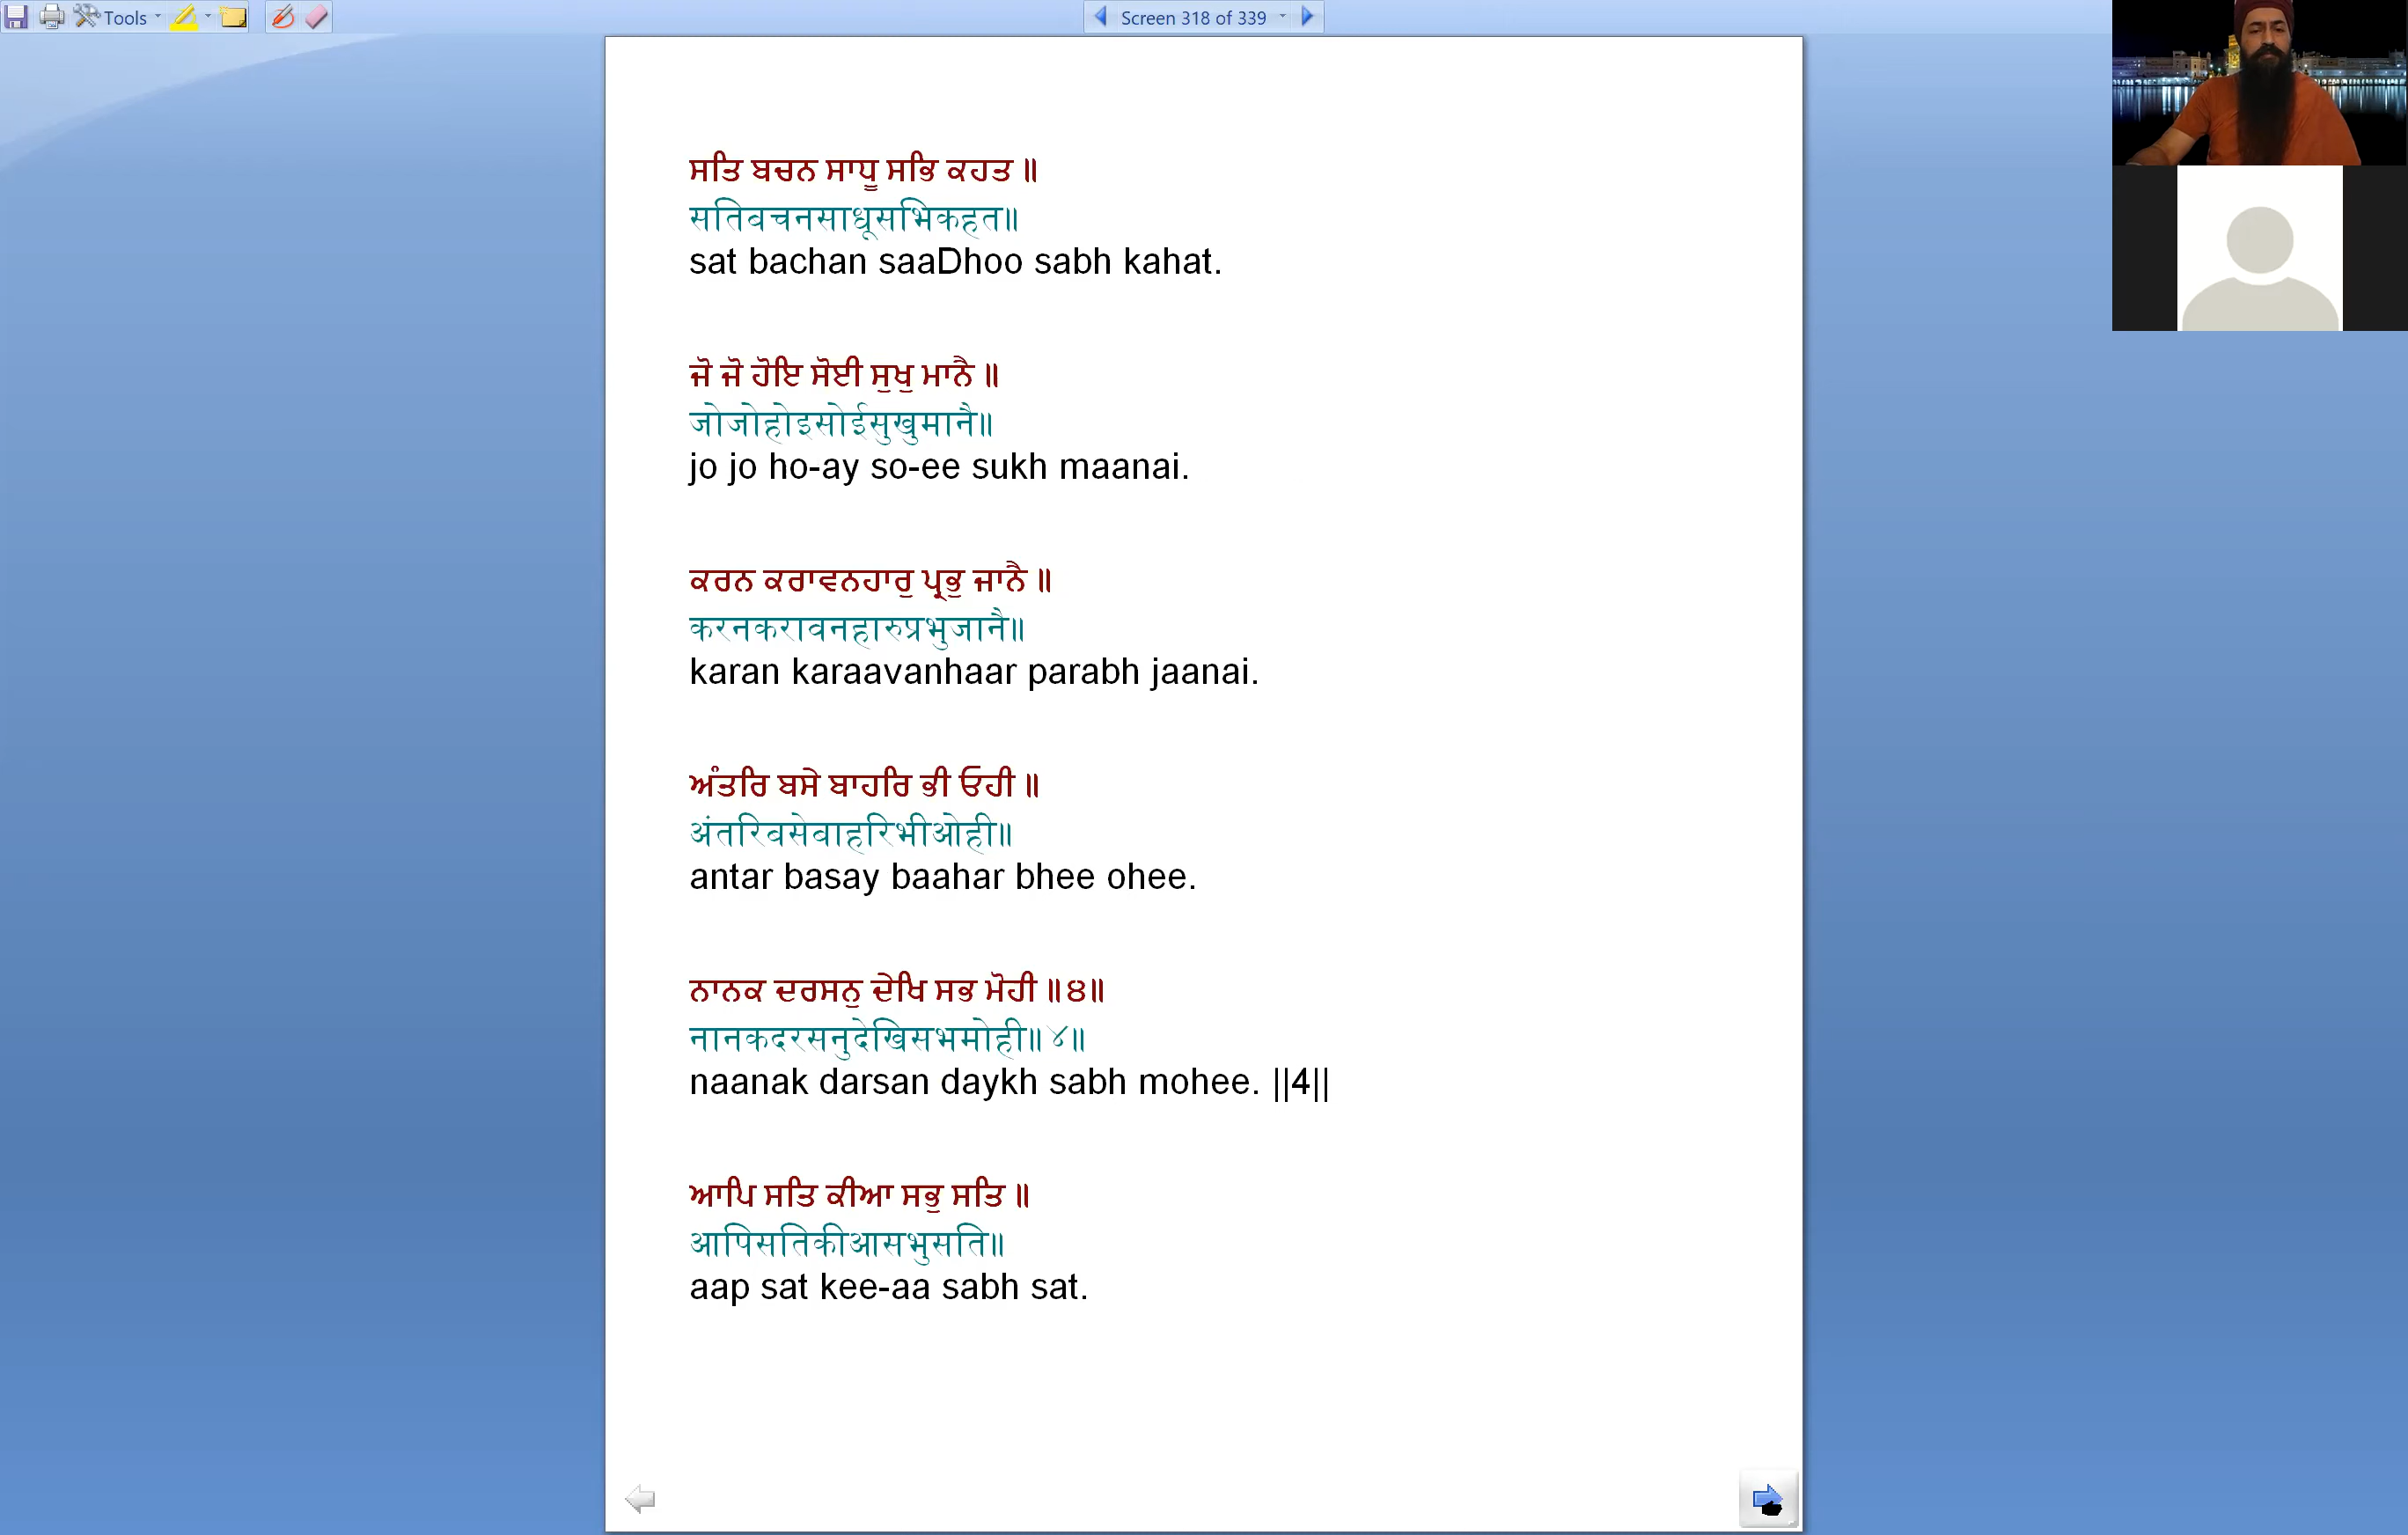 Tools
Screen 318 of 339
ਸਤਿ ਬਚਨ ਸਾਧੂ ਸਭਿ ਕਹਤ ॥
सतिबचनसाधूसभिकहत॥
sat bachan saaDhoo sabh kahat.
ਜੋ ਜੋ ਹੋਇ ਸੋਈ ਸੁਖੁ ਮਾਨੈ ॥
जोजोहोइसोईसुखुमानै॥
jo jo ho-ay so-ee sukh maanai.
ਕਰਨ ਕਰਾਵਨਹਾਰੁ ਪ੍ਰਭੁ ਜਾਨੈ ॥
करनकरावनहारुप्रभुजानै॥
karan karaavanhaar parabh jaanai.
ਅੰਤਰਿ ਬਸੇ ਬਾਹਰਿ ਭੀ ਓਹੀ ॥
अंतरिबसेबाहरिभीओही॥
antar basay baahar bhee ohee.
ਨਾਨਕ ਦਰਸਨੁ ਦੇਖਿ ਸਭ ਮੋਹੀ ॥੪॥
नानकदरसनुदेखिसभमोही॥४॥
naanak darsan daykh sabh mohee. ||4||
ਆਪਿ ਸਤਿ ਕੀਆ ਸਭੁ ਸਤਿ ॥
आपिसतिकीआसभुसति॥
aap sat kee-aa sabh sat.